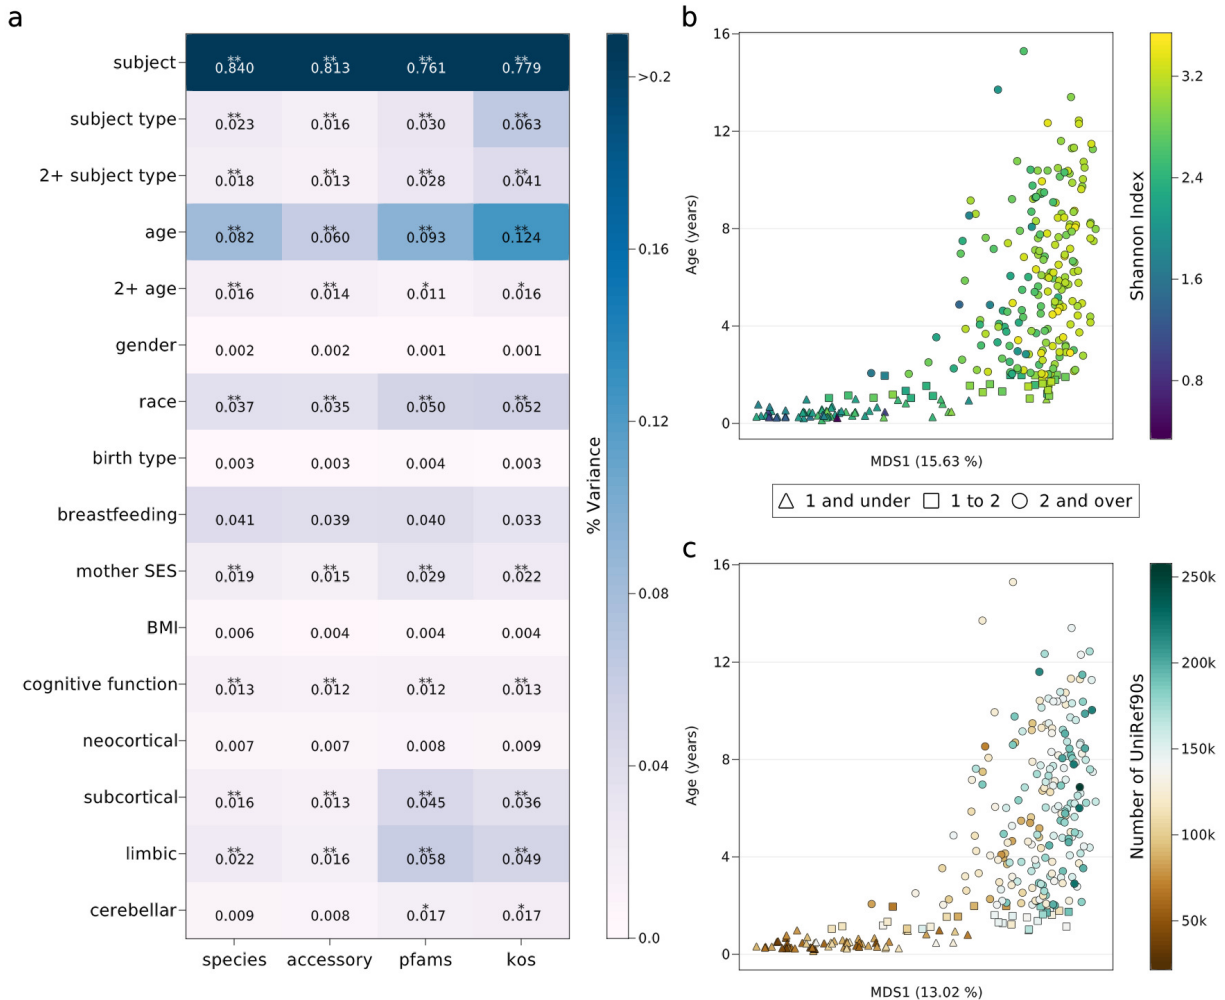 a
subject
** ** ** **
0.840 0.813 0.761 0.779
subject type
** ** ** **
0.023 0.016 0.030 0.063
2+ subject type
** ** ** **
0.018 0.013 0.028 0.041
age
** ** ** **
0.082 0.060 0.093 0.124
2+ age
** ** * *
0.016 0.014 0.011 0.016
gender
0.002 0.002 0.001 0.001
race
** ** ** **
0.037 0.035 0.050 0.052
birth type
0.003 0.003 0.004 0.003
breastfeeding
0.041 0.039 0.040 0.033
mother SES
** ** ** **
0.019 0.015 0.029 0.022
BMI
0.006 0.004 0.004 0.004
cognitive function
** ** ** **
0.013 0.012 0.012 0.013
neocortical
0.007 0.007 0.008 0.009
subcortical
** ** ** **
0.016 0.013 0.045 0.036
limbic
** ** ** **
0.022 0.016 0.058 0.049
cerebellar
* *
0.009 0.008 0.017 0.017
species accessory pfams kos
% Variance
>0.2
0.16
0.12
0.08
0.04
0.0
b
Age (years)
16
12
8
4
0
MDS1 (15.63 %)
Shannon Index
3.2
2.4
1.6
0.8
1 and under 1 to 2 2 and over
c
Age (years)
16
12
8
4
0
MDS1 (13.02 %)
Number of UniRef90s
250k
200k
150k
100k
50k